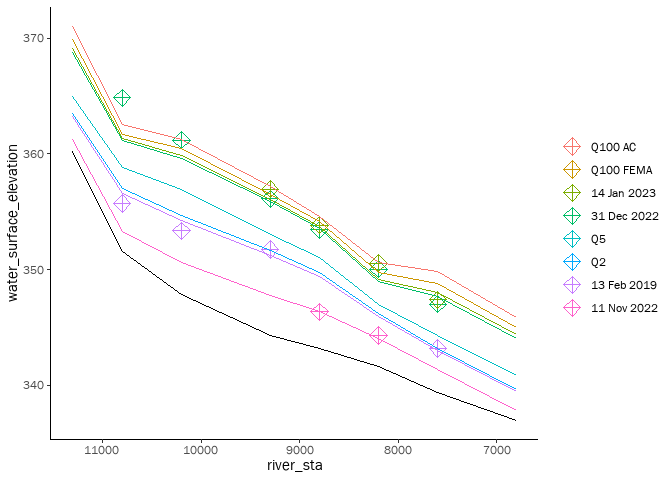 370
360
350
340
water_surface_elevation
11000
10000
9000
8000
7000
river_sta
Q100 AC
Q100 FEMA
14 Jan 2023
31 Dec 2022
Q5
Q2
13 Feb 2019
11 Nov 2022